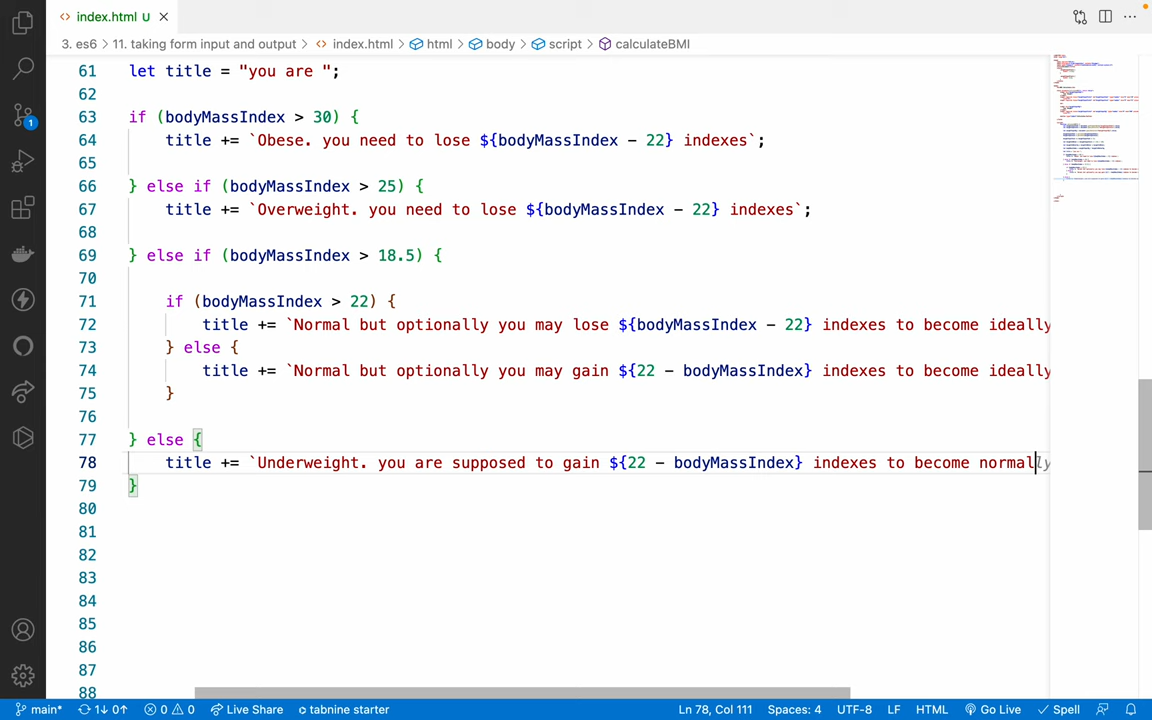 index.html U
3. es6 > 11. taking form input and output > index.html > html > body > script > calculateBMI
61 let title = "you are ";
62
63 if (bodyMassIndex > 30) {
64 title += `Obese. you need to lose ${bodyMassIndex - 22} indexes`;
65
66 } else if (bodyMassIndex > 25) {
67 title += `Overweight. you need to lose ${bodyMassIndex - 22} indexes`;
68
69 } else if (bodyMassIndex > 18.5) {
70
71 if (bodyMassIndex > 22) {
72 title += `Normal but optionally you may lose ${bodyMassIndex - 22} indexes to become ideally
73 } else {
74 title += `Normal but optionally you may gain ${22 - bodyMassIndex} indexes to become ideally
75 }
76
77 } else {
78 title += `Underweight. you are supposed to gain ${22 - bodyMassIndex} indexes to become normally
79 }
80
81
82
83
84
85
86
87
88
1
main* 1↓ 0↑ 0 0 Live Share tabnine starter Ln 78, Col 111 Spaces: 4 UTF-8 LF HTML Go Live Spell